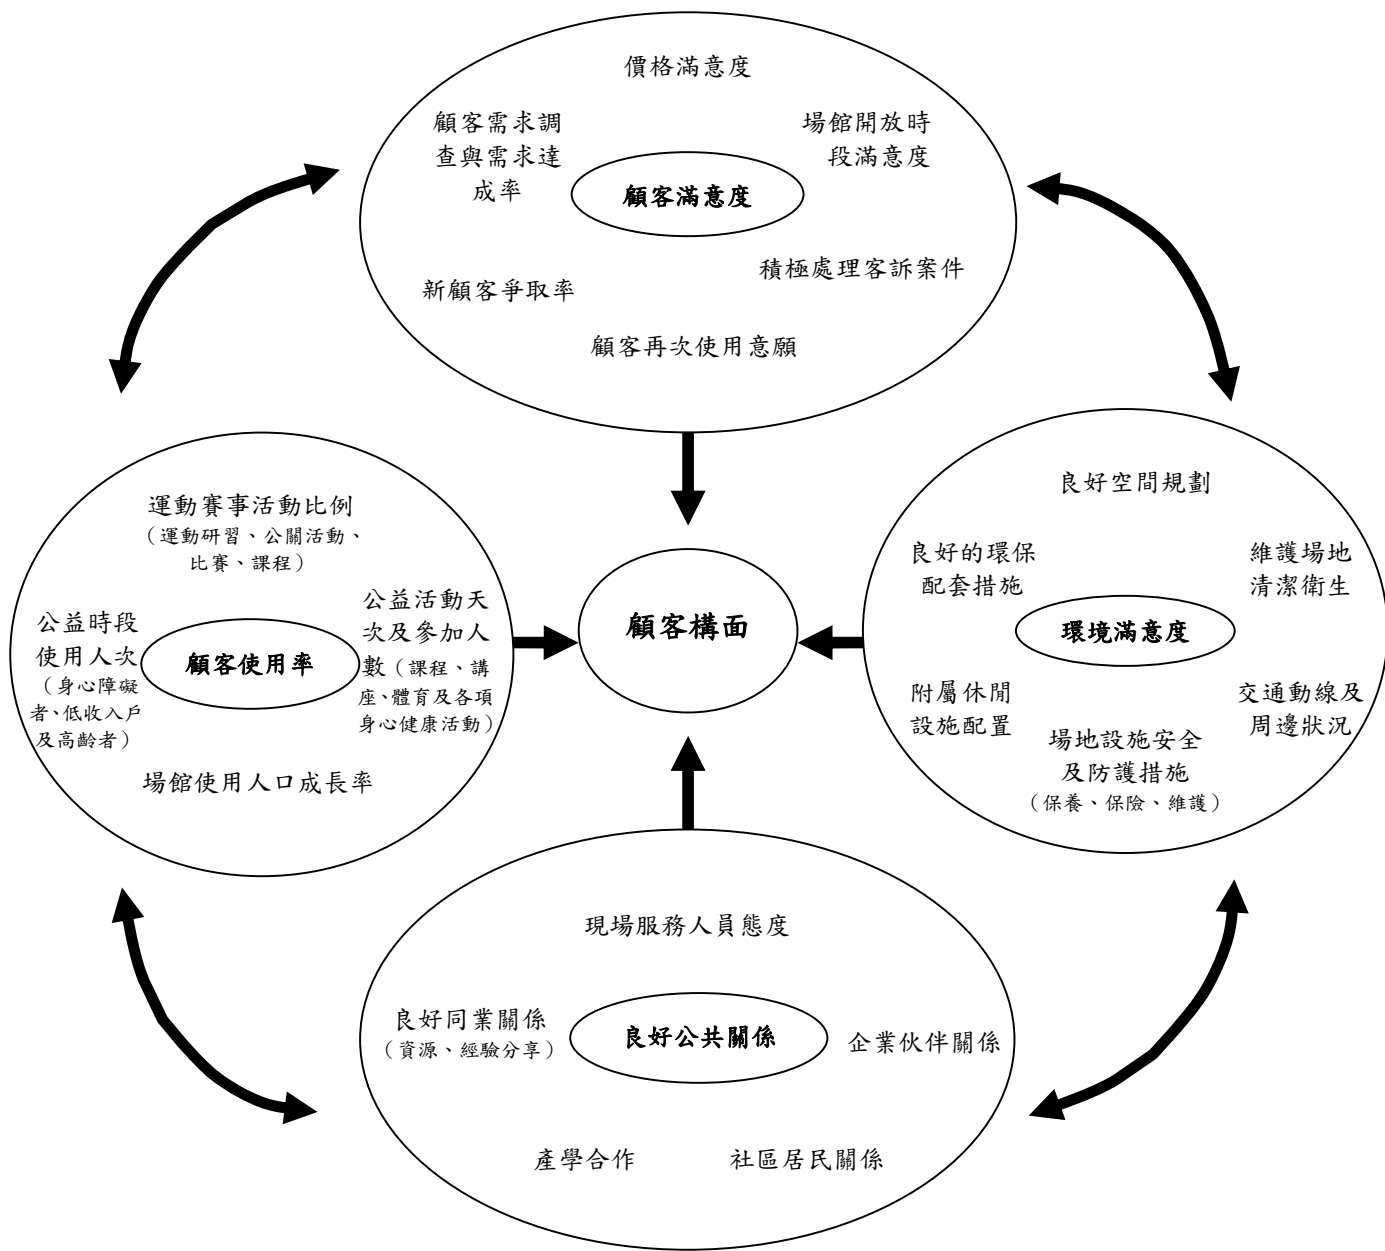 價格滿意度
顧客需求調
查與需求達
成率
場館開放時
段滿意度
顧客滿意度
積極處理客訴案件
新顧客爭取率
顧客再次使用意願
運動賽事活動比例
（運動研習、公關活動、
比賽、課程）
公益時段
使用人次
（身心障礙
者、低收入戶
及高齡者）
顧客使用率
公益活動天
次及參加人
數（課程、講
座、體育及各項
身心健康活動）
場館使用人口成長率
顧客構面
良好空間規劃
良好的環保
配套措施
維護場地
清潔衛生
環境滿意度
附屬休閒
設施配置
交通動線及
周邊狀況
場地設施安全
及防護措施
（保養、保險、維護）
現場服務人員態度
良好同業關係
（資源、經驗分享）
良好公共關係
企業伙伴關係
產學合作
社區居民關係